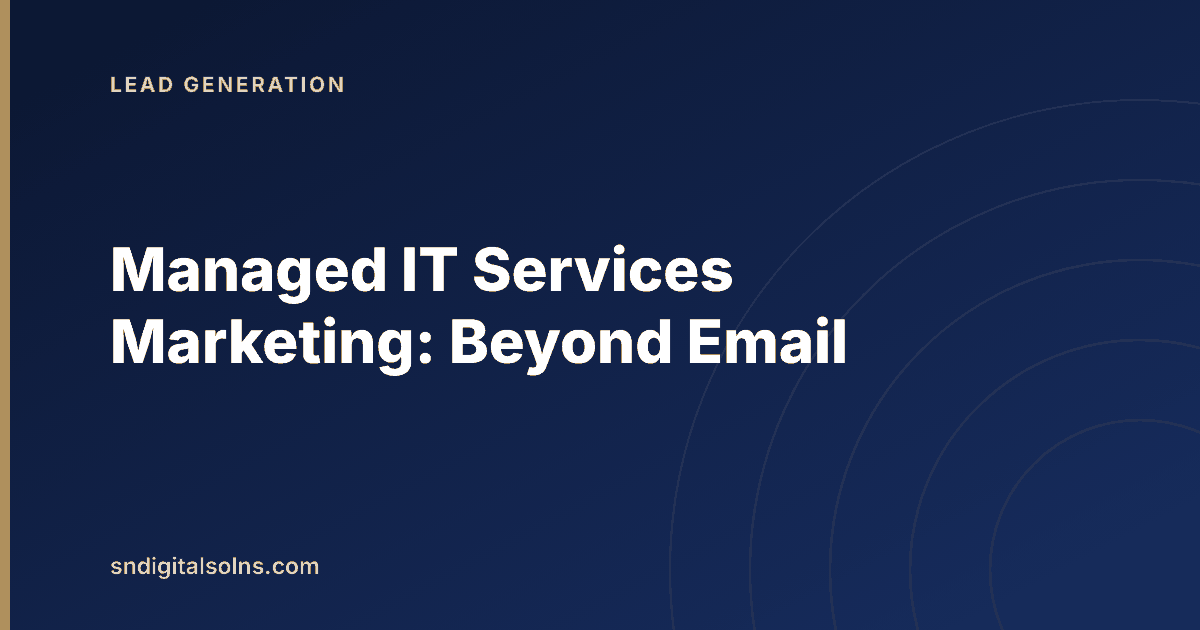 LEAD GENERATION
Managed IT Services
Marketing: Beyond Email
sndigitalsolns.com